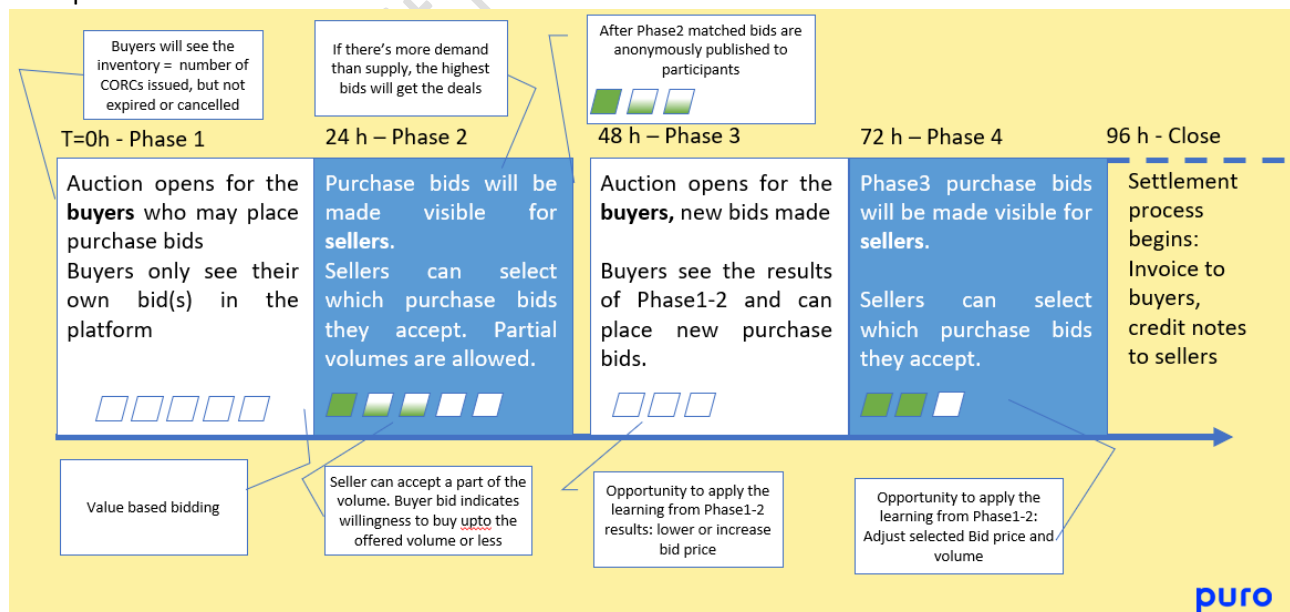 Buyers will see the
inventory = number of
CORCs issued, but not
expired or cancelled
If there's more demand
than supply, the highest
bids will get the deals
After Phase2 matched bids are
anonymously published to
participants
T=0h - Phase 1
24 h – Phase 2
48 h – Phase 3
72 h – Phase 4
96 h - Close
Auction opens for the
buyers who may place
purchase bids
Buyers only see their
own bid(s) in the
platform
Purchase bids will be
made visible for
sellers.
Sellers can select
which purchase bids
they accept. Partial
volumes are allowed.
Auction opens for the
buyers, new bids made
Buyers see the results
of Phase1-2 and can
place new purchase
bids.
Phase3 purchase bids
will be made visible for
sellers.
Sellers can select
which purchase bids
they accept.
Settlement
process
begins:
Invoice to
buyers,
credit notes
to sellers
Value based bidding
Seller can accept a part of the
volume. Buyer bid indicates
willingness to buy upto the
offered volume or less
Opportunity to apply the
learning from Phase1-2
results: lower or increase
bid price
Opportunity to apply the
learning from Phase1-2:
Adjust selected Bid price and
volume
puro